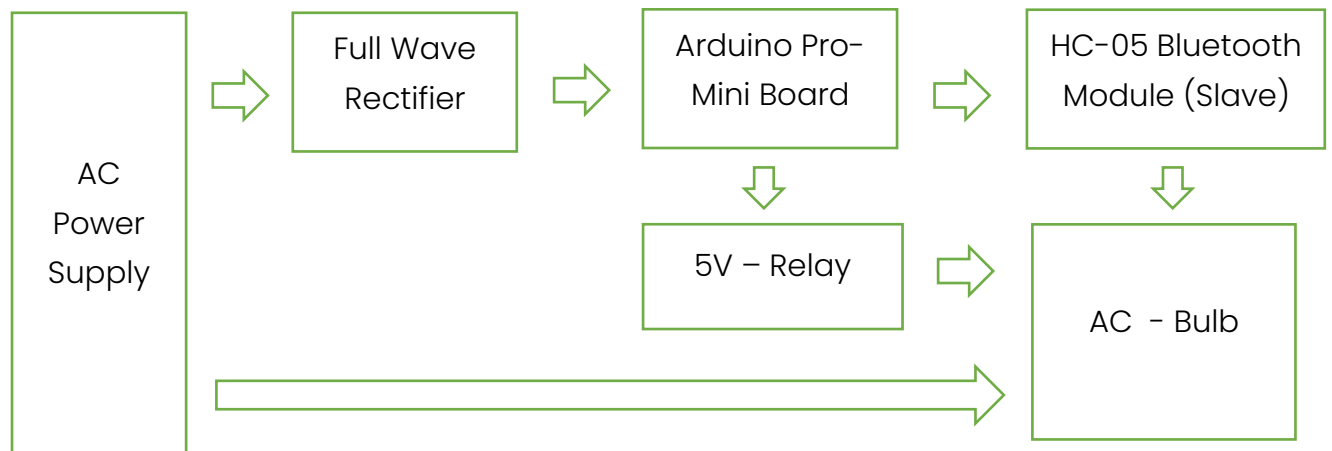 AC
Power
Supply
Full Wave
Rectifier
Arduino Pro-
Mini Board
HC-05 Bluetooth
Module (Slave)
5V – Relay
AC  - Bulb